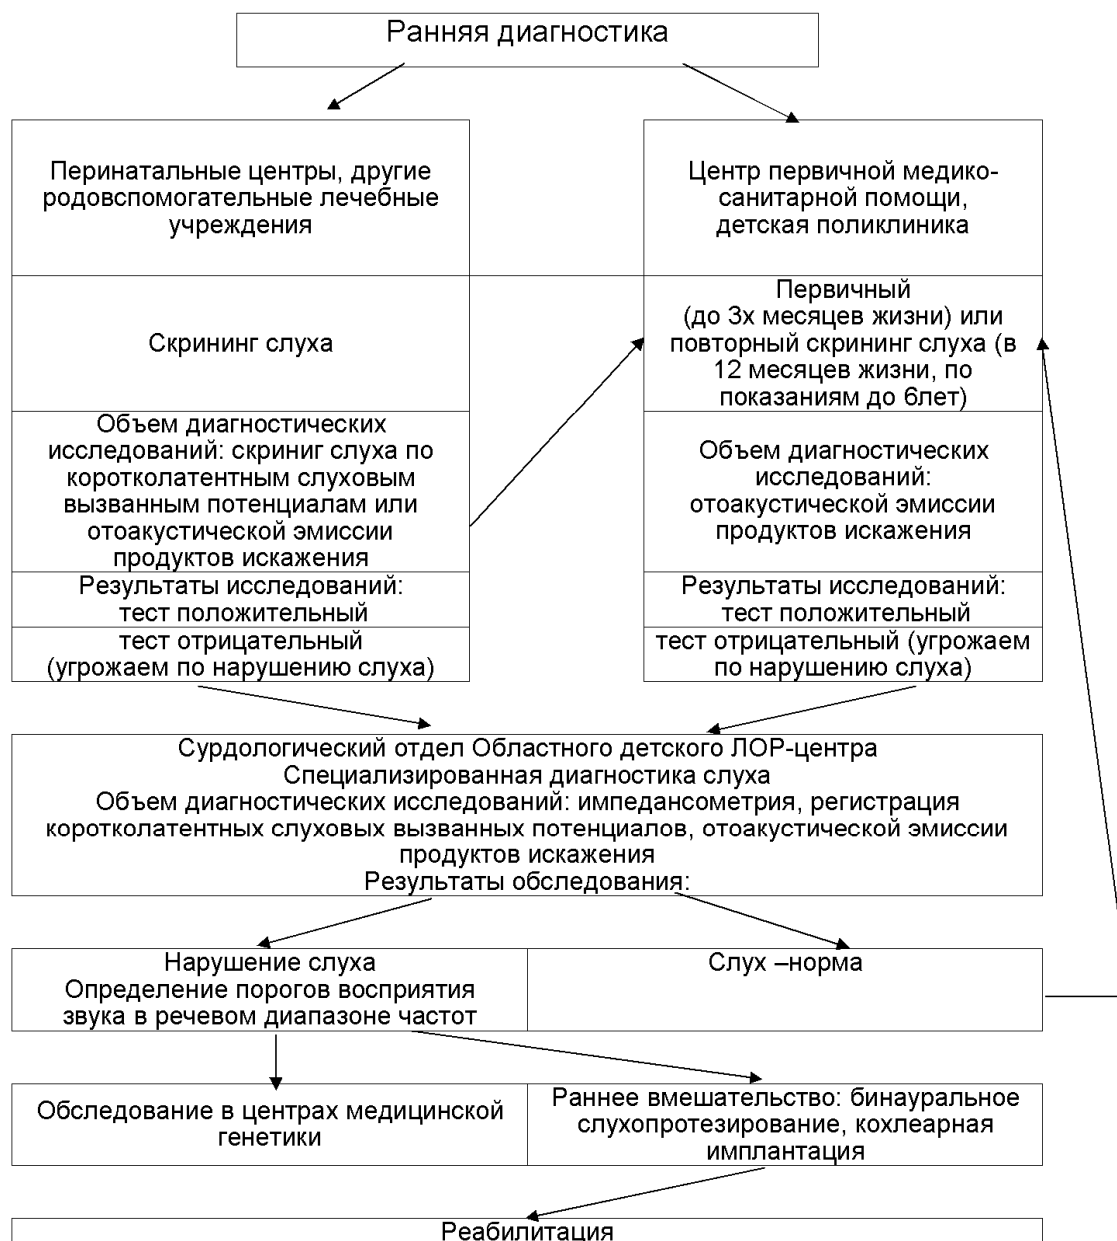 Ранняя диагностика
Перинатальные центры, другие
родовспомогательные лечебные
учреждения
Центр первичной медико-
санитарной помощи,
детская поликлиника
Скрининг слуха
Первичный
(до 3х месяцев жизни) или
повторный скрининг слуха (в
12 месяцев жизни, по
показаниям до 6лет)
Объем диагностических
исследований: скриниг слуха по
коротколатентным слуховым
вызванным потенциалам или
отоакустической эмиссии
продуктов искажения
Объем диагностических
исследований:
отоакустической эмиссии
продуктов искажения
Результаты исследований:
тест положительный
Результаты исследований:
тест положительный
тест отрицательный
(угрожаем по нарушению слуха)
тест отрицательный (угрожаем
по нарушению слуха)
Сурдологический отдел Областного детского ЛОР-центра
Специализированная диагностика слуха
Объем диагностических исследований: импедансометрия, регистрация
коротколатентных слуховых вызванных потенциалов, отоакустической эмиссии
продуктов искажения
Результаты обследования:
Нарушение слуха
Определение порогов восприятия
звука в речевом диапазоне частот
Слух –норма
Обследование в центрах медицинской
генетики
Раннее вмешательство: бинауральное
слухопротезирование, кохлеарная
имплантация
Реабилитация